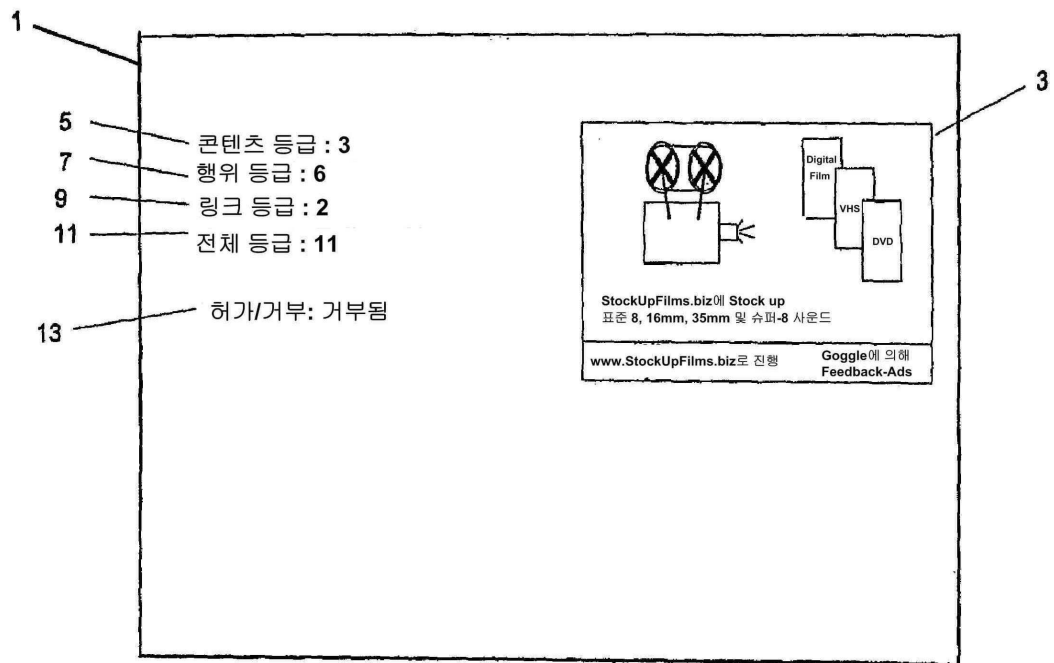 1
3
5 콘텐츠 등급 : 3
7 행위 등급 : 6
9 링크 등급 : 2
11 전체 등급 : 11
13 허가/거부: 거부됨
Digital
Film
VHS
DVD
StockUpFilms.biz에 Stock up
표준 8, 16mm, 35mm 및 슈퍼-8 사운드
www.StockUpFilms.biz로 진행
Goggle에 의해
Feedback-Ads